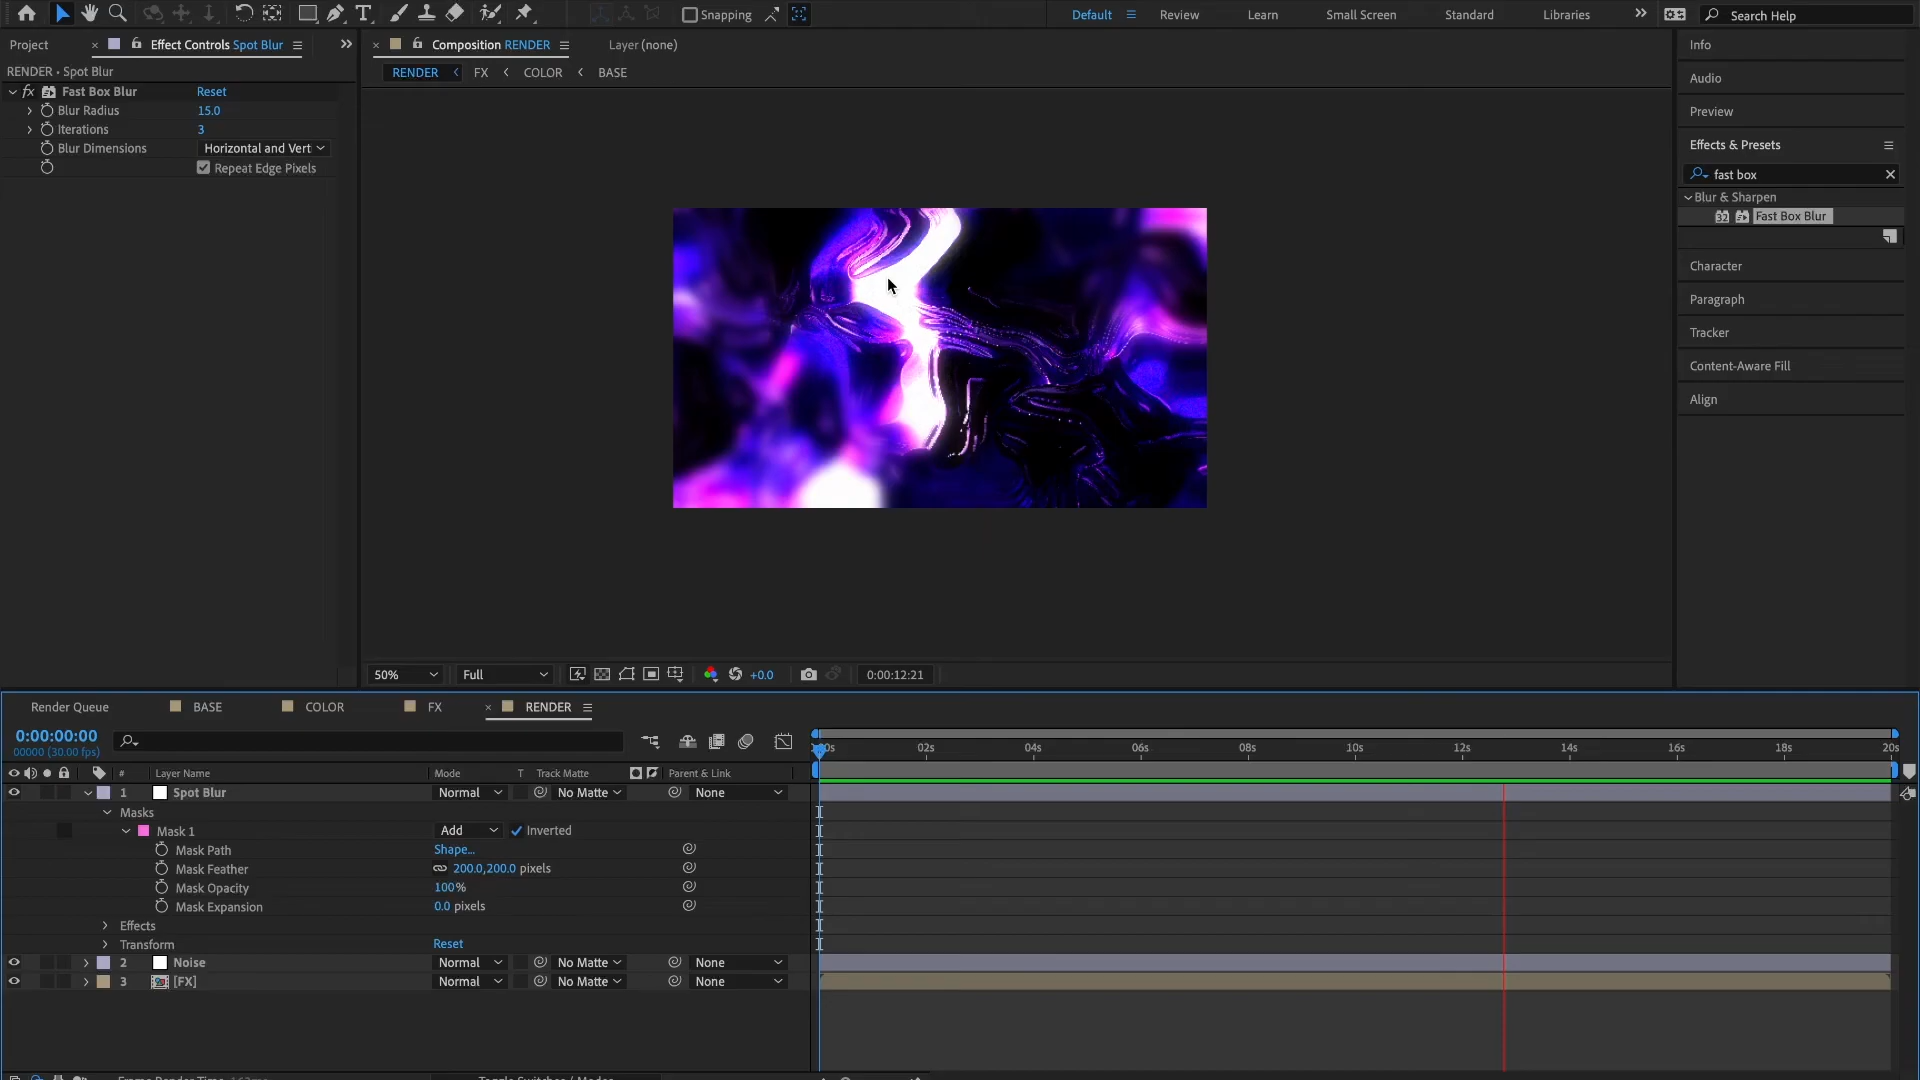 Snapping
Default
Review
Learn
Small Screen
Standard
Libraries
Search Help
Project
Effect Controls Spot Blur
Composition RENDER
Layer (none)
Info
RENDER • Spot Blur
RENDER
FX
COLOR
BASE
Audio
fx Fast Box Blur Reset
Blur Radius 15.0
Iterations 3
Blur Dimensions Horizontal and Vert
Repeat Edge Pixels
Preview
Effects & Presets
fast box
Blur & Sharpen
32 Fast Box Blur
Character
Paragraph
Tracker
Content-Aware Fill
Align
50%
Full
+0.0
0:00:12:21
Render Queue
BASE
COLOR
FX
RENDER
0:00:00:00
00000 (30.00 fps)
02s
04s
06s
08s
10s
12s
14s
16s
18s
20s
# Layer Name Mode T Track Matte Parent & Link
1 Spot Blur Normal No Matte None
Masks
Mask 1 Add Inverted
Mask Path Shape...
Mask Feather 200.0,200.0 pixels
Mask Opacity 100%
Mask Expansion 0.0 pixels
Effects
Transform Reset
2 Noise Normal No Matte None
3 [FX] Normal No Matte None